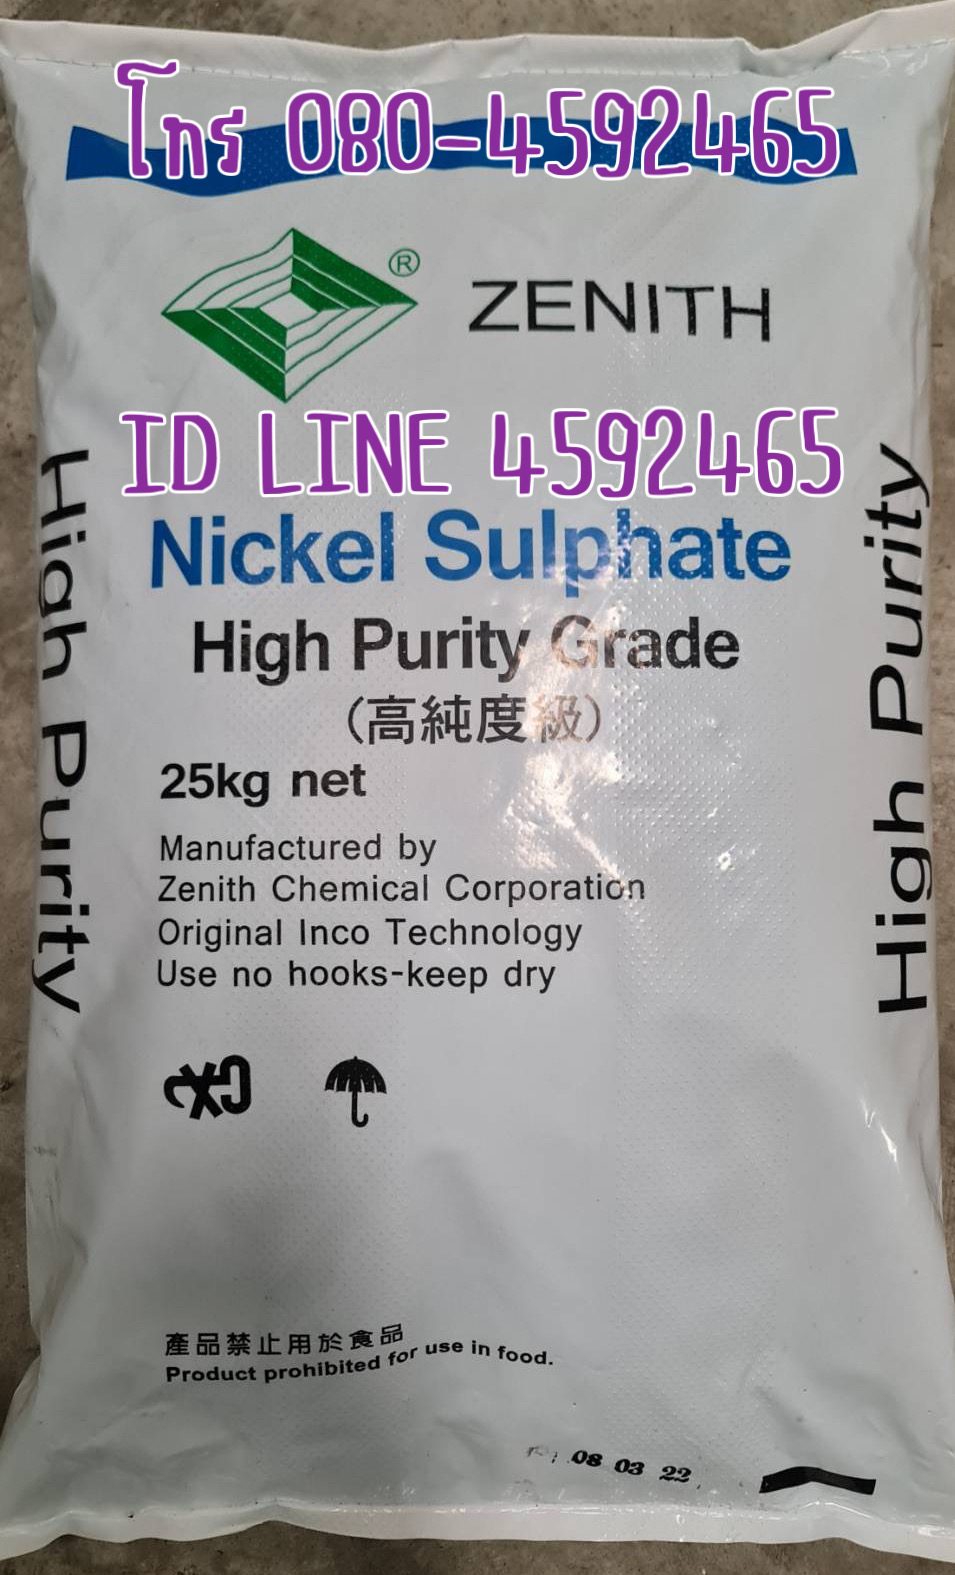 โทร 080-4592465
®
ZENITH
ID LINE 4592465
Nickel Sulphate
High Purity Grade
(高純度級)
25kg net
Manufactured by
Zenith Chemical Corporation
Original Inco Technology
Use no hooks-keep dry
High Purity
High Purity
產品禁止用於食品
Product prohibited for use in food.
08 03 22